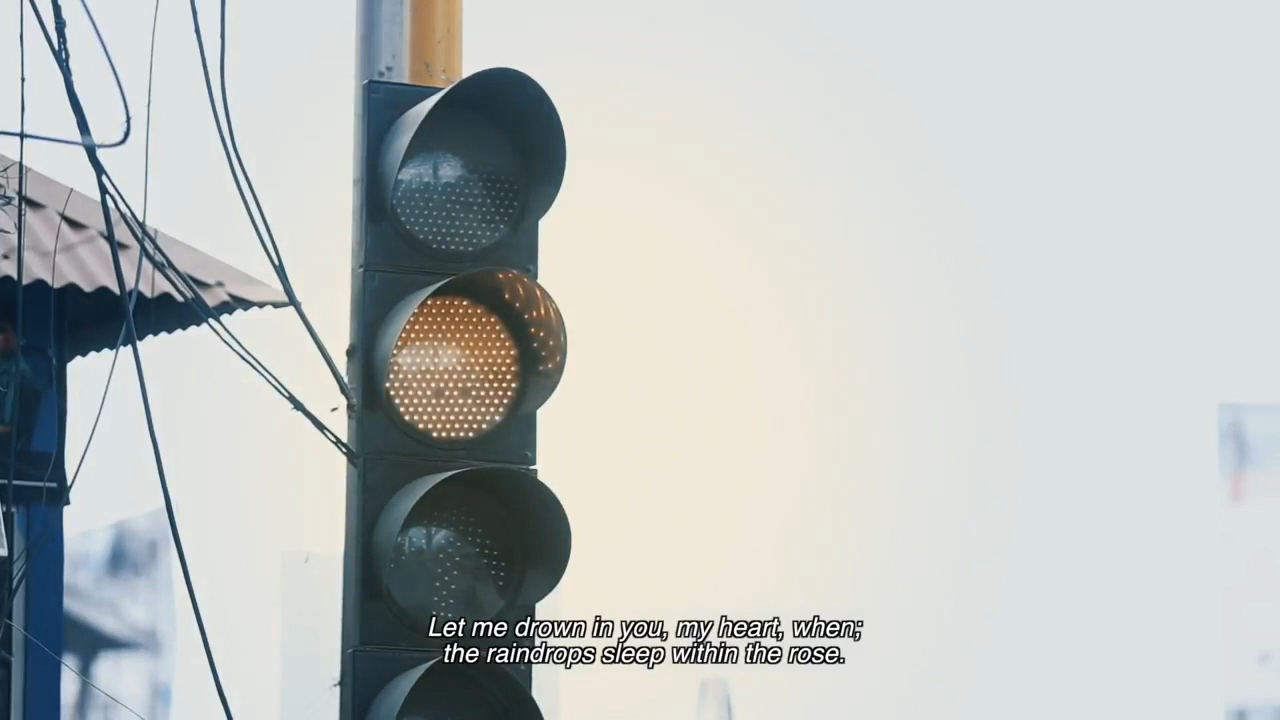 Let me drown in you, my heart, when;
the raindrops sleep within the rose.